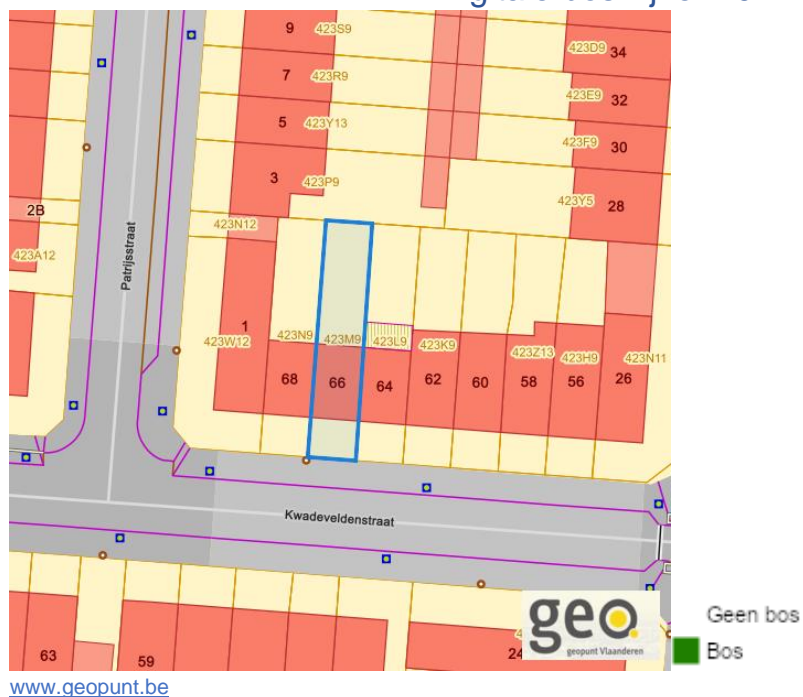 9 423S9
7 423R9
5 423Y13
3 423P9
423D9 34
423E9 32
423F9 30
423Y5 28
2B
423A12
Patrijsstraat
423N12
1
423W12
423N9
423M9
423L9
423K9
423Z13
423H9
423N11
68
66
64
62
60
58
56
26
Kwadeveldenstraat
63
59
24
geo.
geopunt Vlaanderen
Geen bos
Bos
www.geopunt.be